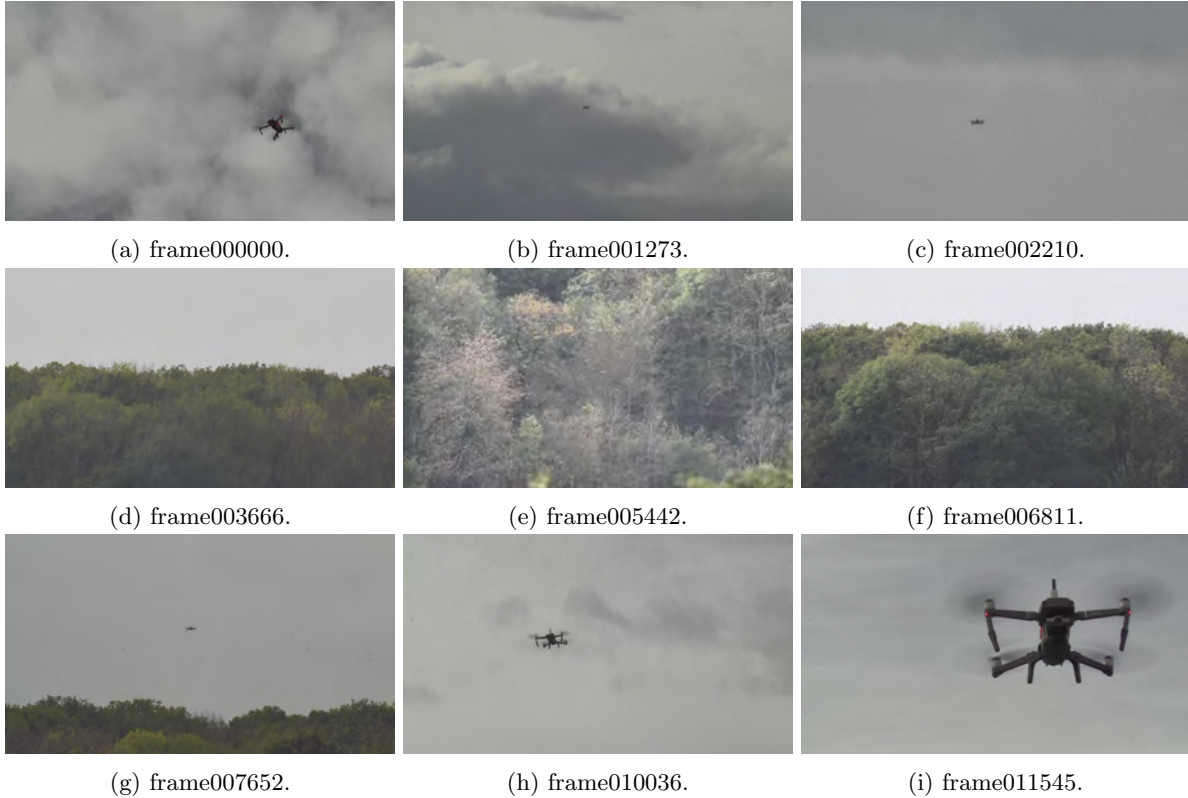 (a) frame000000.
(b) frame001273.
(c) frame002210.
(d) frame003666.
(e) frame005442.
(f) frame006811.
(g) frame007652.
(h) frame010036.
(i) frame011545.